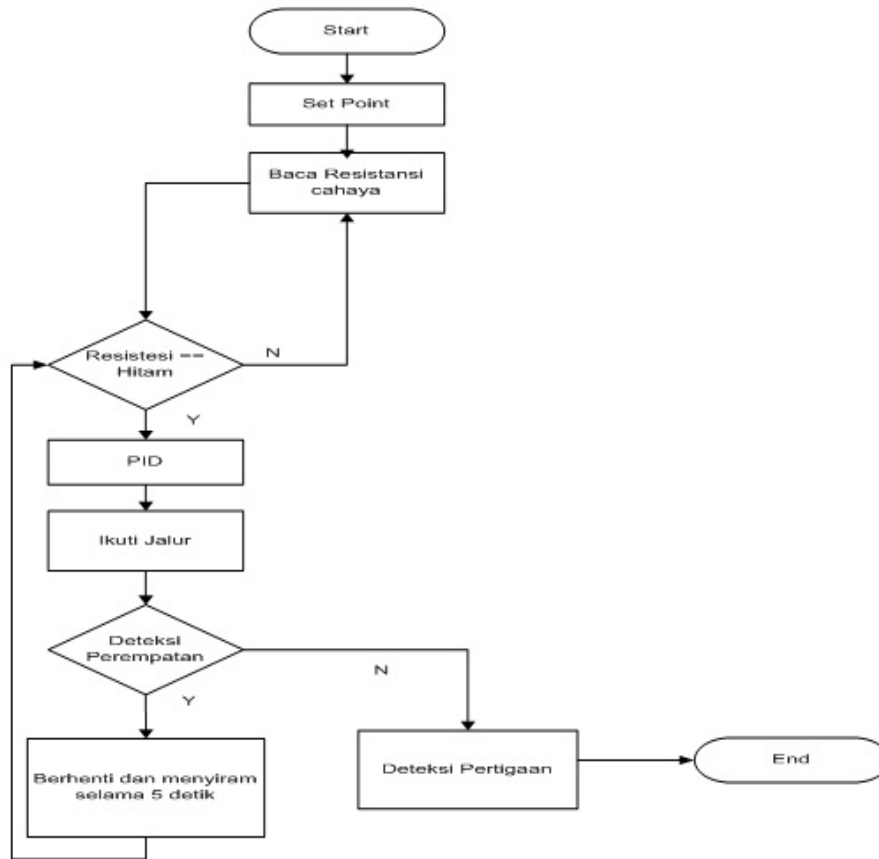 Start
Set Point
Baca Resistansi
cahaya
Resistesi ==
Hitam
N
Y
PID
Ikuti Jalur
Deteksi
Perempatan
N
Y
Berhenti dan menyiram
selama 5 detik
Deteksi Pertigaan
End